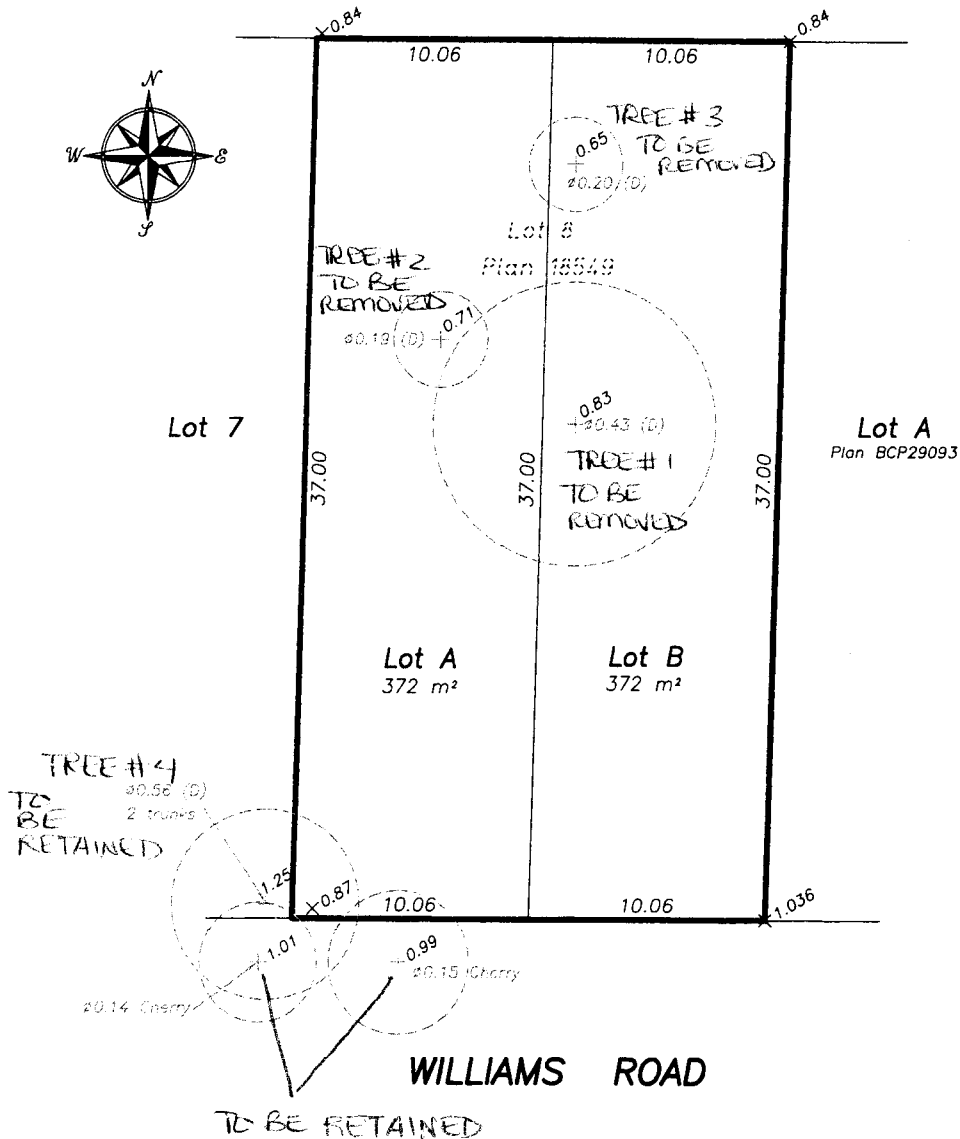 0.84
0.84
10.06
10.06
N
W
E
S
TREE # 3
TO BE
REMOVED
0.65
ø0.20 (D)
Lot 8
Plan 18549
TREE # 2
TO BE
REMOVED
0.71
ø0.19 (D)
0.83
ø0.43 (D)
Lot 7
Lot A
Plan BCP29093
37.00
37.00
37.00
TREE # 1
TO BE
REMOVED
Lot A
372 m²
Lot B
372 m²
TREE # 4
TO
BE
RETAINED
ø0.56 (D)
2 trunks
1.25
0.87
10.06
10.06
1.036
1.01
0.99
ø0.15 Cherry
ø0.14 Cherry
WILLIAMS ROAD
TO BE RETAINED